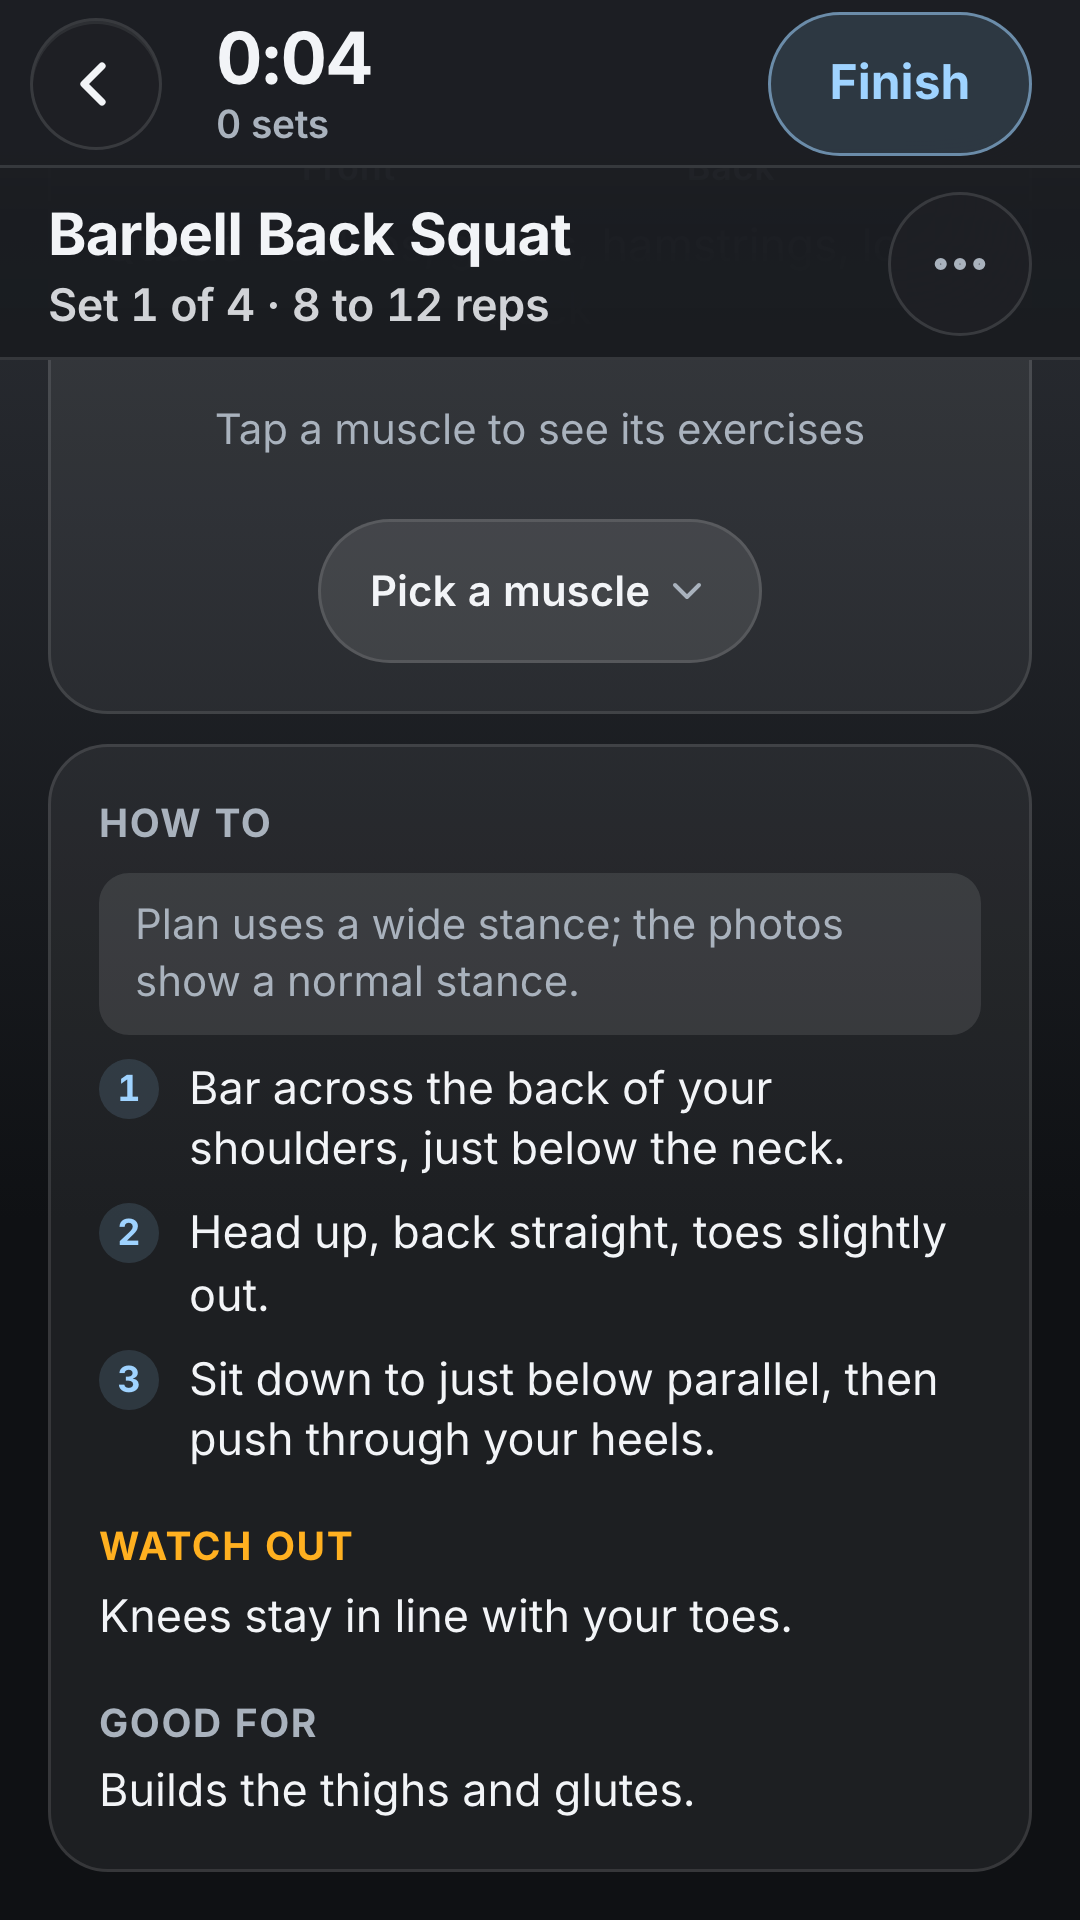 0:04
0 sets
Finish
Front Back
hamstrings,
Barbell Back Squat
Set 1 of 4 · 8 to 12 reps
Tap a muscle to see its exercises
Pick a muscle
HOW TO
Plan uses a wide stance; the photos
show a normal stance.
1 Bar across the back of your
shoulders, just below the neck.
2 Head up, back straight, toes slightly
out.
3 Sit down to just below parallel, then
push through your heels.
WATCH OUT
Knees stay in line with your toes.
GOOD FOR
Builds the thighs and glutes.